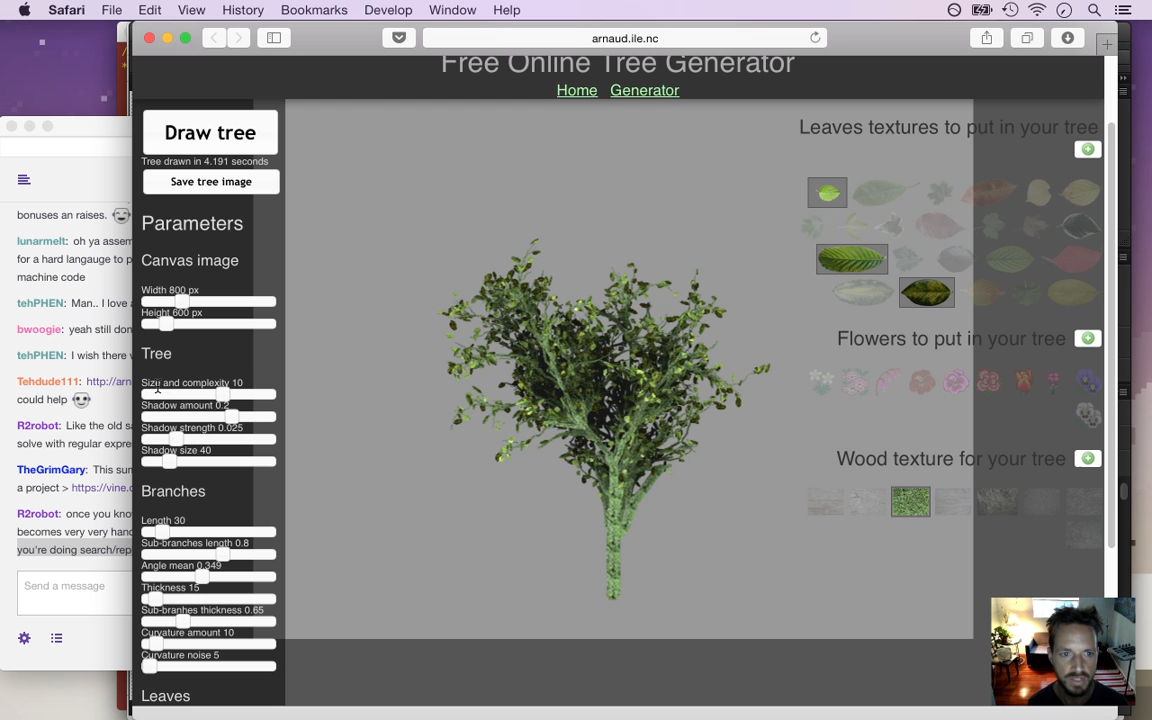 Safari File Edit View History Bookmarks Develop Window Help
arnaud.ile.nc
Free Online Tree Generator
Home Generator
Draw tree
Tree drawn in 4.191 seconds
Save tree image
Parameters
Canvas image
Width 800 px
Height 600 px
Tree
Size and complexity 10
Shadow amount 0.2
Shadow strength 0.025
Shadow size 40
Branches
Length 30
Sub-branches length 0.8
Angle mean 0.349
Thickness 15
Sub-branhes thickness 0.65
Curvature amount 10
Curvature noise 5
Leaves
Leaves textures to put in your tree
Flowers to put in your tree
Wood texture for your tree
bonuses an raises.
lunarmelt: oh ya assem
for a hard langauge to p
machine code
tehPHEN: Man.. I love
bwoogie: yeah still don
tehPHEN: I wish there
Tehdude111: http://arn
could help
R2robot: Like the old s
solve with regular expre
TheGrimGary: This sum
a project > https://vine.c
R2robot: once you kno
becomes very very hand
you're doing search/rep
Send a message